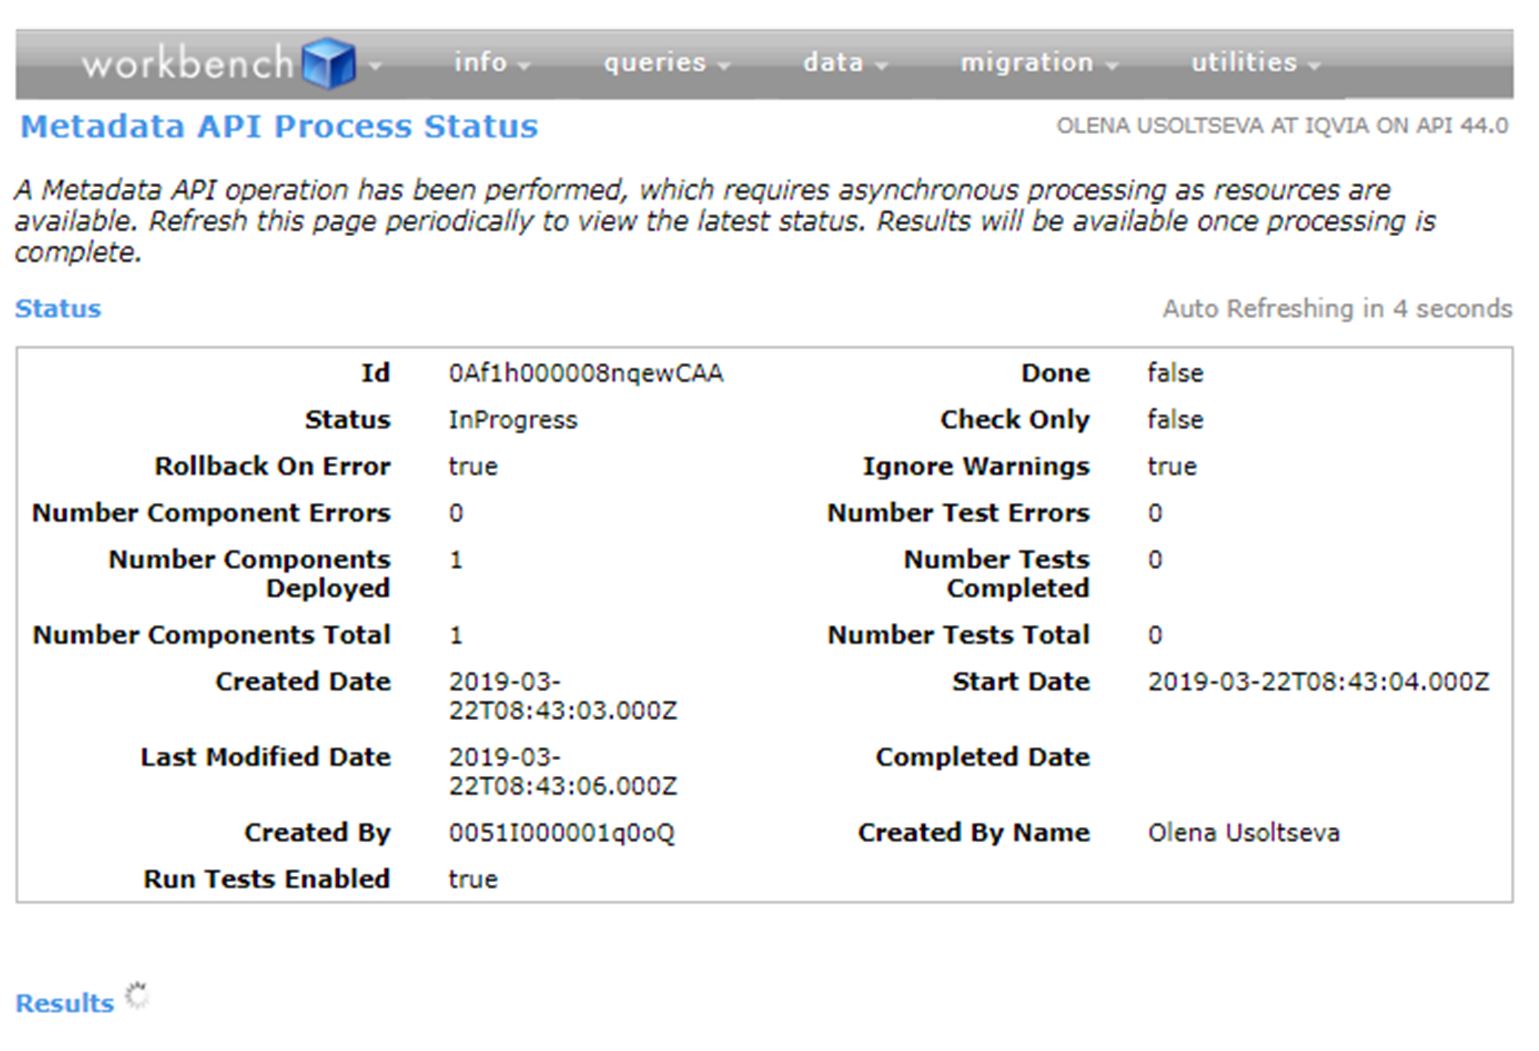 workbench info queries data migration utilities
Metadata API Process Status OLENA USOLTSEVA AT IQVIA ON API 44.0
A Metadata API operation has been performed, which requires asynchronous processing as resources are
available. Refresh this page periodically to view the latest status. Results will be available once processing is
complete.
Status Auto Refreshing in 4 seconds
Id 0Af1h000008nqewCAA Done false
Status InProgress Check Only false
Rollback On Error true Ignore Warnings true
Number Component Errors 0 Number Test Errors 0
Number Components 1 Number Tests 0
Deployed Completed
Number Components Total 1 Number Tests Total 0
Created Date 2019-03- Start Date 2019-03-22T08:43:04.000Z
22T08:43:03.000Z
Last Modified Date 2019-03- Completed Date
22T08:43:06.000Z
Created By 0051I000001q0oQ Created By Name Olena Usoltseva
Run Tests Enabled true
Results